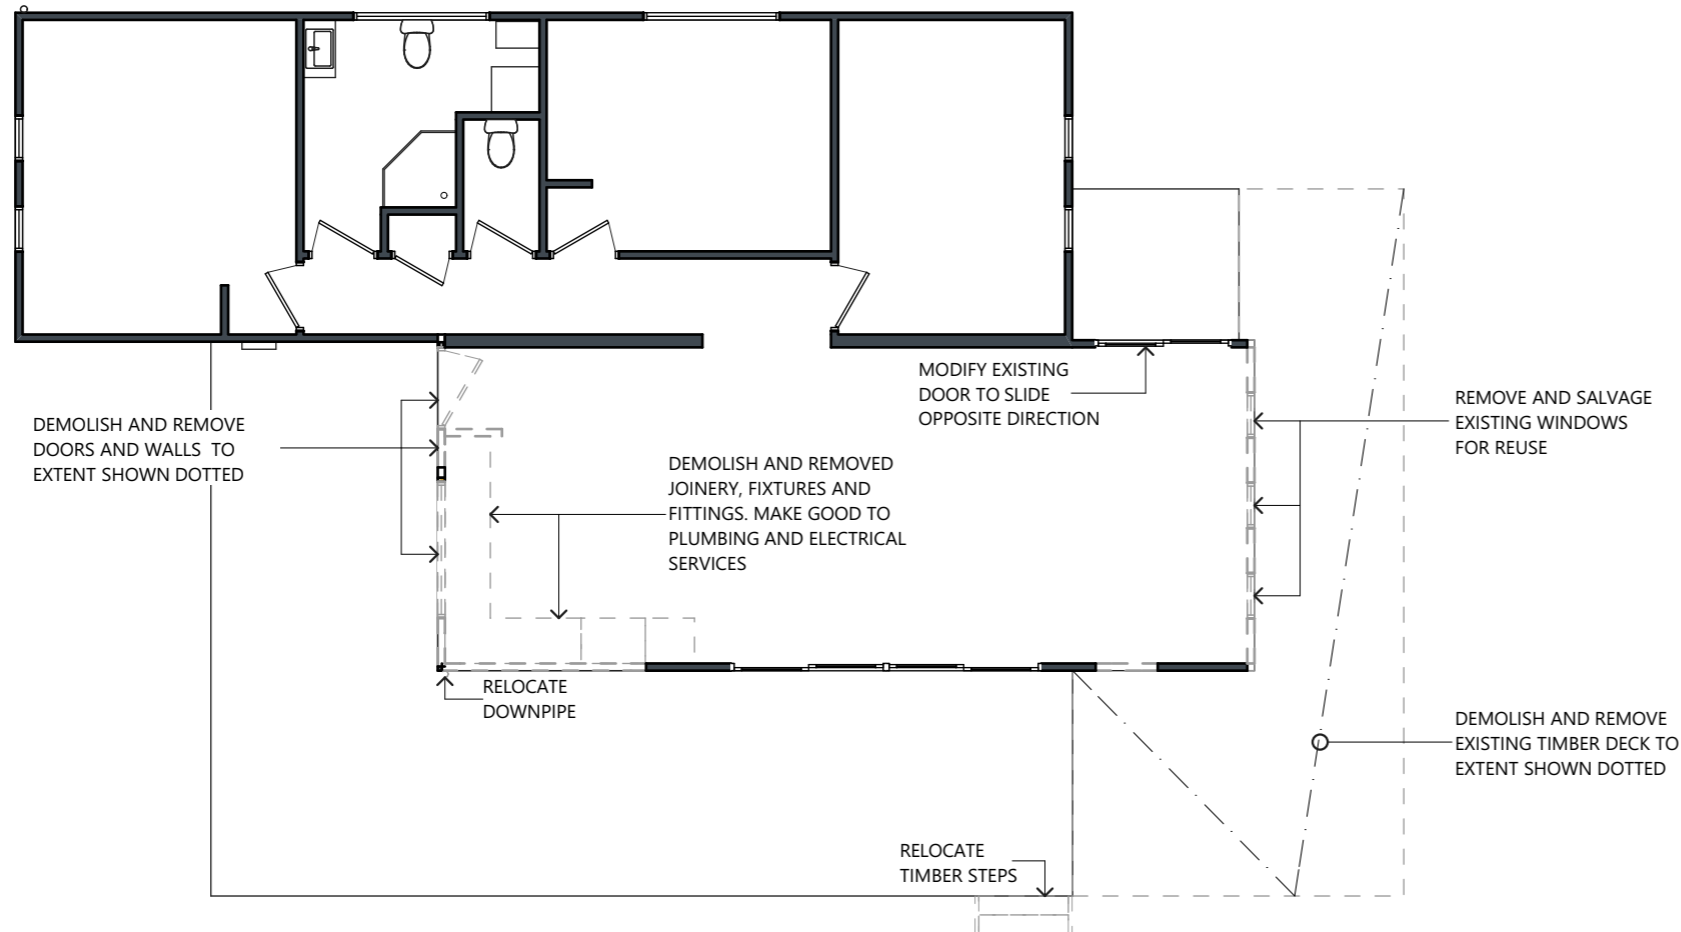 MODIFY EXISTING
DOOR TO SLIDE
OPPOSITE DIRECTION
REMOVE AND SALVAGE
EXISTING WINDOWS
FOR REUSE
DEMOLISH AND REMOVE
DOORS AND WALLS TO
EXTENT SHOWN DOTTED
DEMOLISH AND REMOVED
JOINERY, FIXTURES AND
FITTINGS. MAKE GOOD TO
PLUMBING AND ELECTRICAL
SERVICES
RELOCATE
DOWNPIPE
DEMOLISH AND REMOVE
EXISTING TIMBER DECK TO
EXTENT SHOWN DOTTED
RELOCATE
TIMBER STEPS